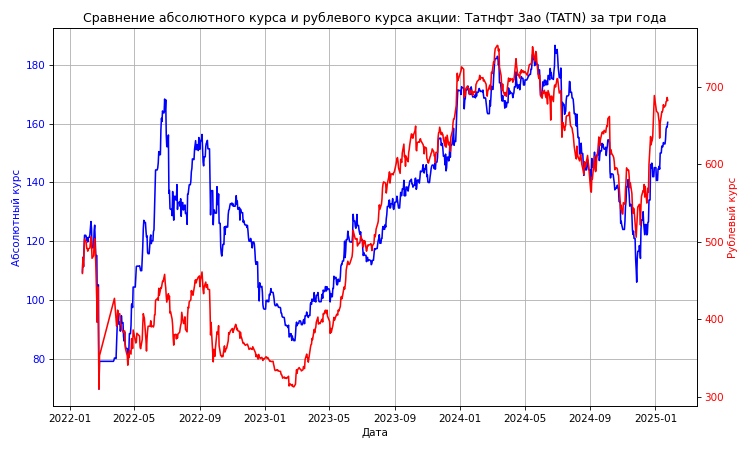 Сравнение абсолютного курса и рублевого курса акции: Татнфт 3ао (TATN) за три года
180
160
140
120
100
80
Абсолютный курс
700
600
500
400
300
Рублевый курс
2022-01 2022-05 2022-09 2023-01 2023-05 2023-09 2024-01 2024-05 2024-09 2025-01
Дата